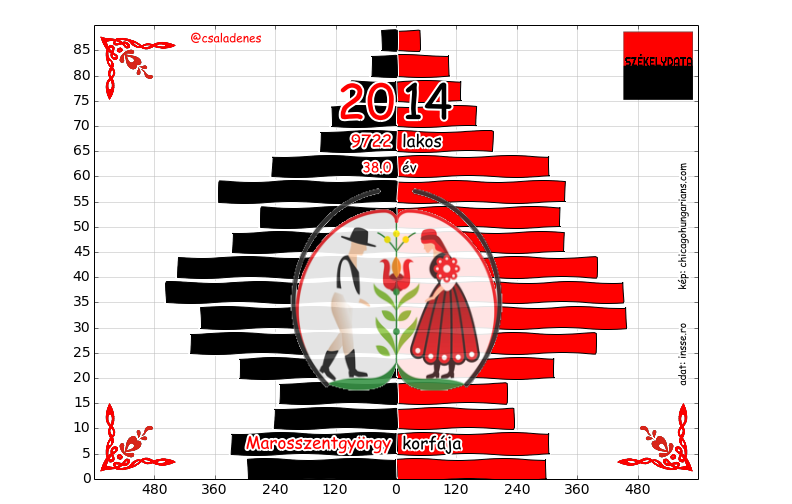 @csaladenes
SZÉKELYDATA
2014
9722 lakos
38.0 év
kép: chicagohungarians.com
adat: insse.ro
Marosszentgyörgy korfája
85
80
75
70
65
60
55
50
45
40
35
30
25
20
15
10
5
0
480 360 240 120 0 120 240 360 480